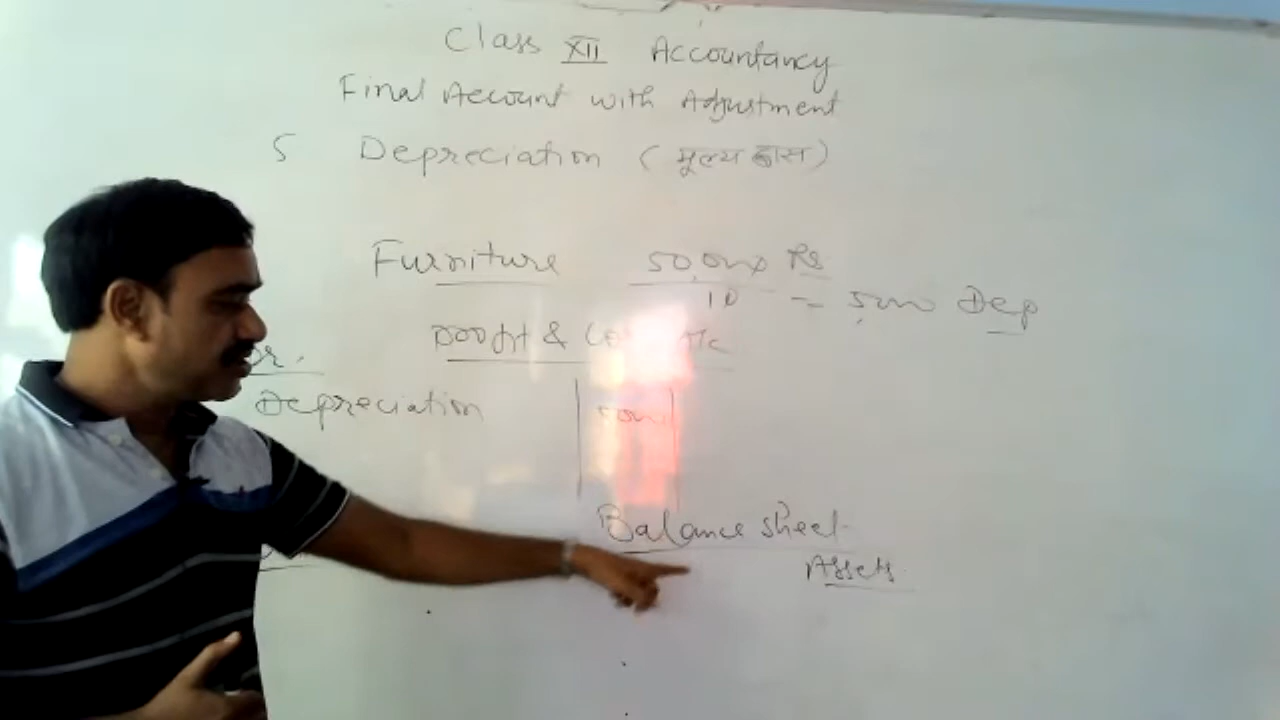 Class XII Accountancy
Final Account with Adjustment
5 Depreciation (मूल्य ह्रास)
Furniture 50,000 Rs
10 = 5000 Dep
Profit & Loss A/c
Dr.
Depreciation 5000
Balance sheet
Assets